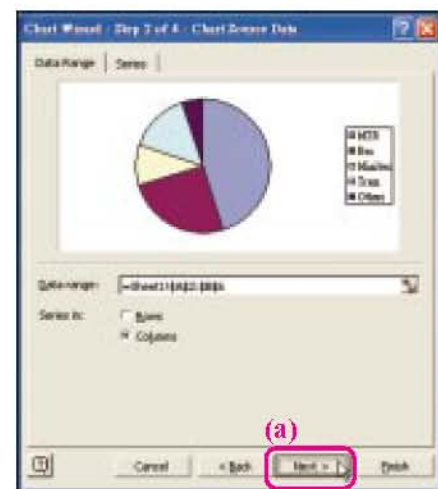 Chart Wizard - Step 2 of 4 - Chart Source Data
Data Range Series
MTR
Bus
Minibus
Tram
Others
Data range:
Series in: Rows
Columns
(a)
Cancel < Back Next > Finish